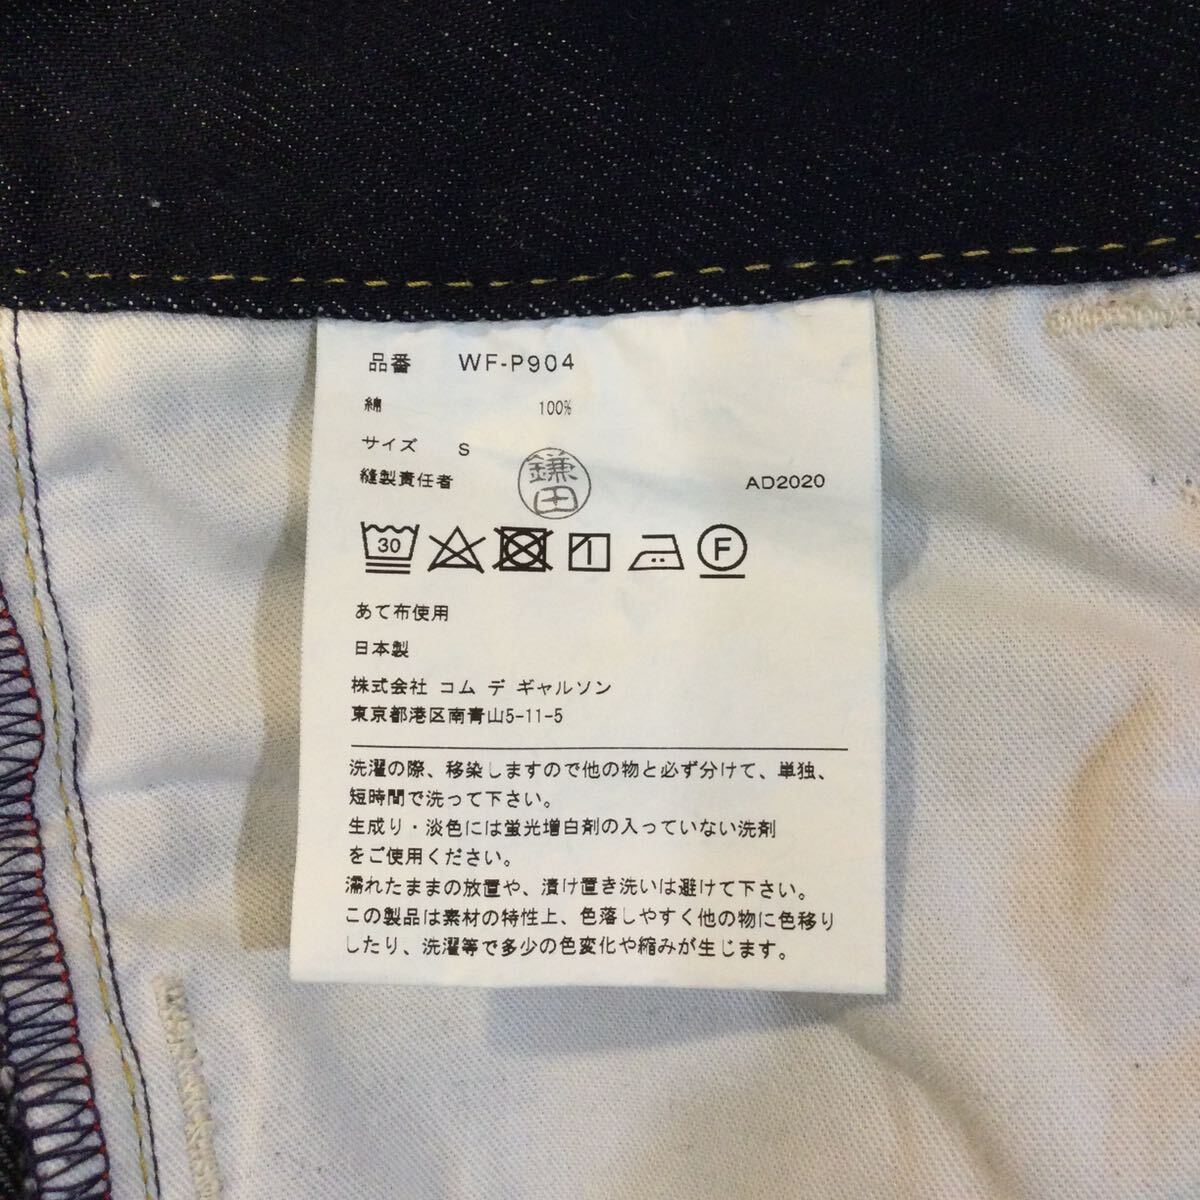 品番 WF-P904
綿 100%
サイズ S
縫製責任者 鎌田 AD2020
30 1 F
あて布使用
日本製
株式会社 コム デ ギャルソン
東京都港区南青山5-11-5
洗濯の際、移染しますので他の物と必ず分けて、単独、
短時間で洗って下さい。
生成り・淡色には蛍光増白剤の入っていない洗剤
をご使用ください。
濡れたままの放置や、漬け置き洗いは避けて下さい。
この製品は素材の特性上、色落しやすく他の物に色移り
したり、洗濯等で多少の色変化や縮みが生じます。